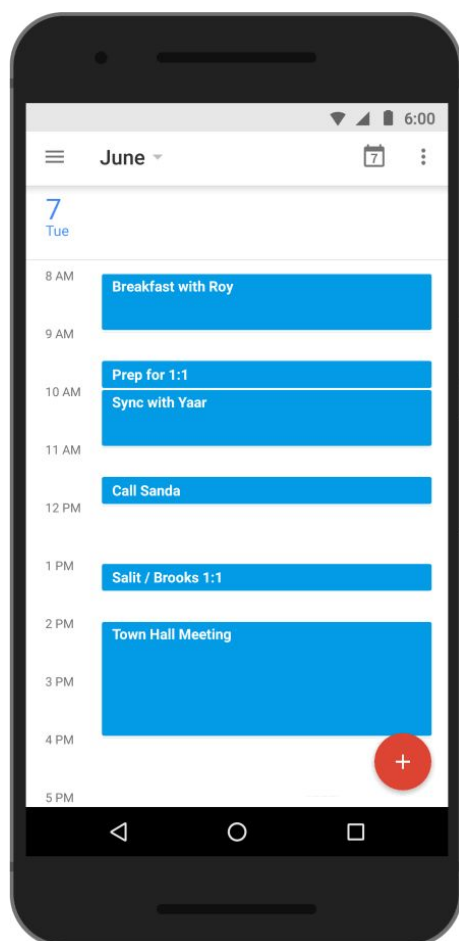 6:00
June
7
7
Tue
8 AM
Breakfast with Roy
9 AM
Prep for 1:1
10 AM
Sync with Yaar
11 AM
Call Sanda
12 PM
1 PM
Salit / Brooks 1:1
2 PM
Town Hall Meeting
3 PM
4 PM
5 PM